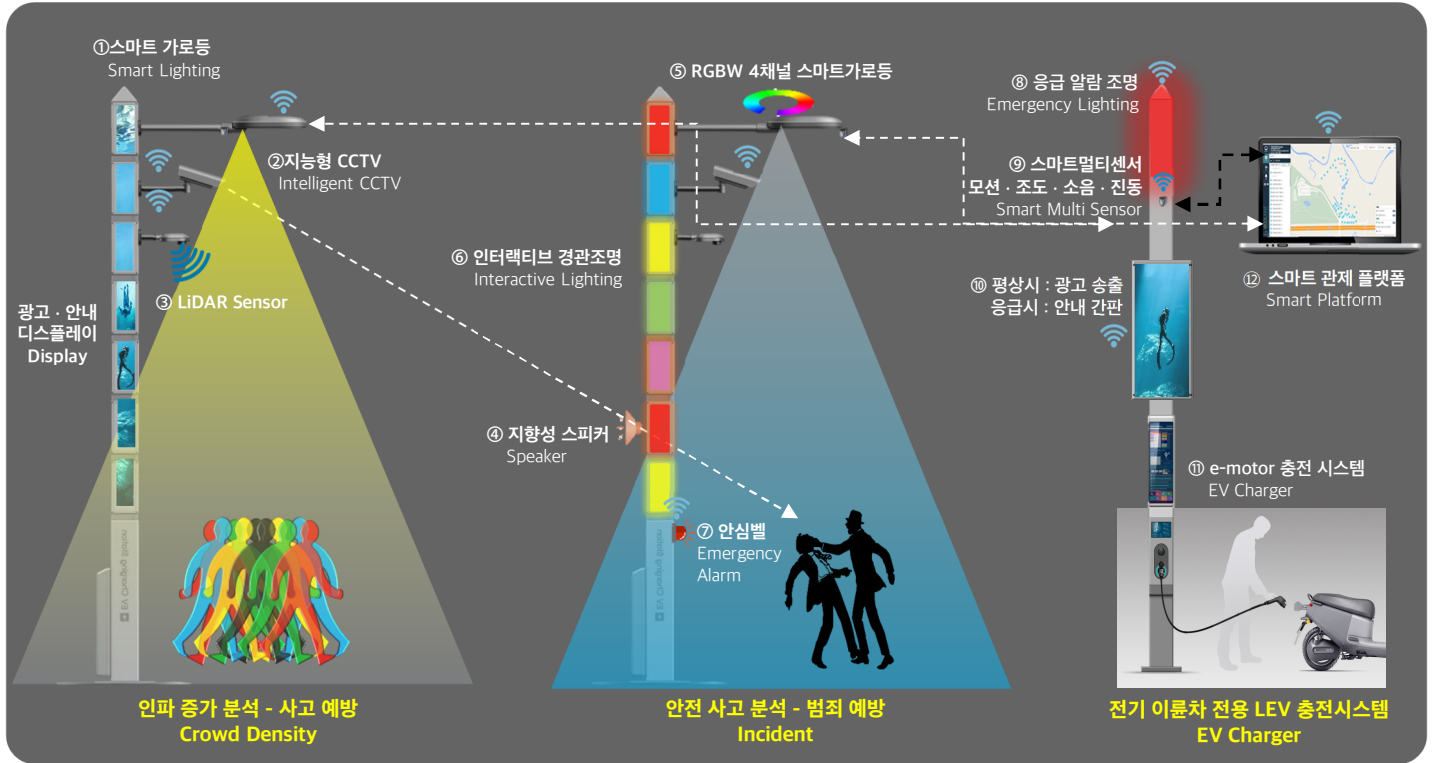 ①스마트 가로등
Smart Lighting
②지능형 CCTV
Intelligent CCTV
③ LiDAR Sensor
광고 · 안내
디스플레이
Display
EV Charging Station
인파 증가 분석 - 사고 예방
Crowd Density
⑤ RGBW 4채널 스마트가로등
⑥ 인터랙티브 경관조명
Interactive Lighting
④ 지향성 스피커
Speaker
⑦ 안심벨
Emergency
Alarm
EV Charging Station
안전 사고 분석 - 범죄 예방
Incident
⑧ 응급 알람 조명
Emergency Lighting
⑨ 스마트멀티센서
모션 · 조도 · 소음 · 진동
Smart Multi Sensor
⑩ 평상시 : 광고 송출
응급시 : 안내 간판
⑫ 스마트 관제 플랫폼
Smart Platform
⑪ e-motor 충전 시스템
EV Charger
전기 이륜차 전용 LEV 충전시스템
EV Charger